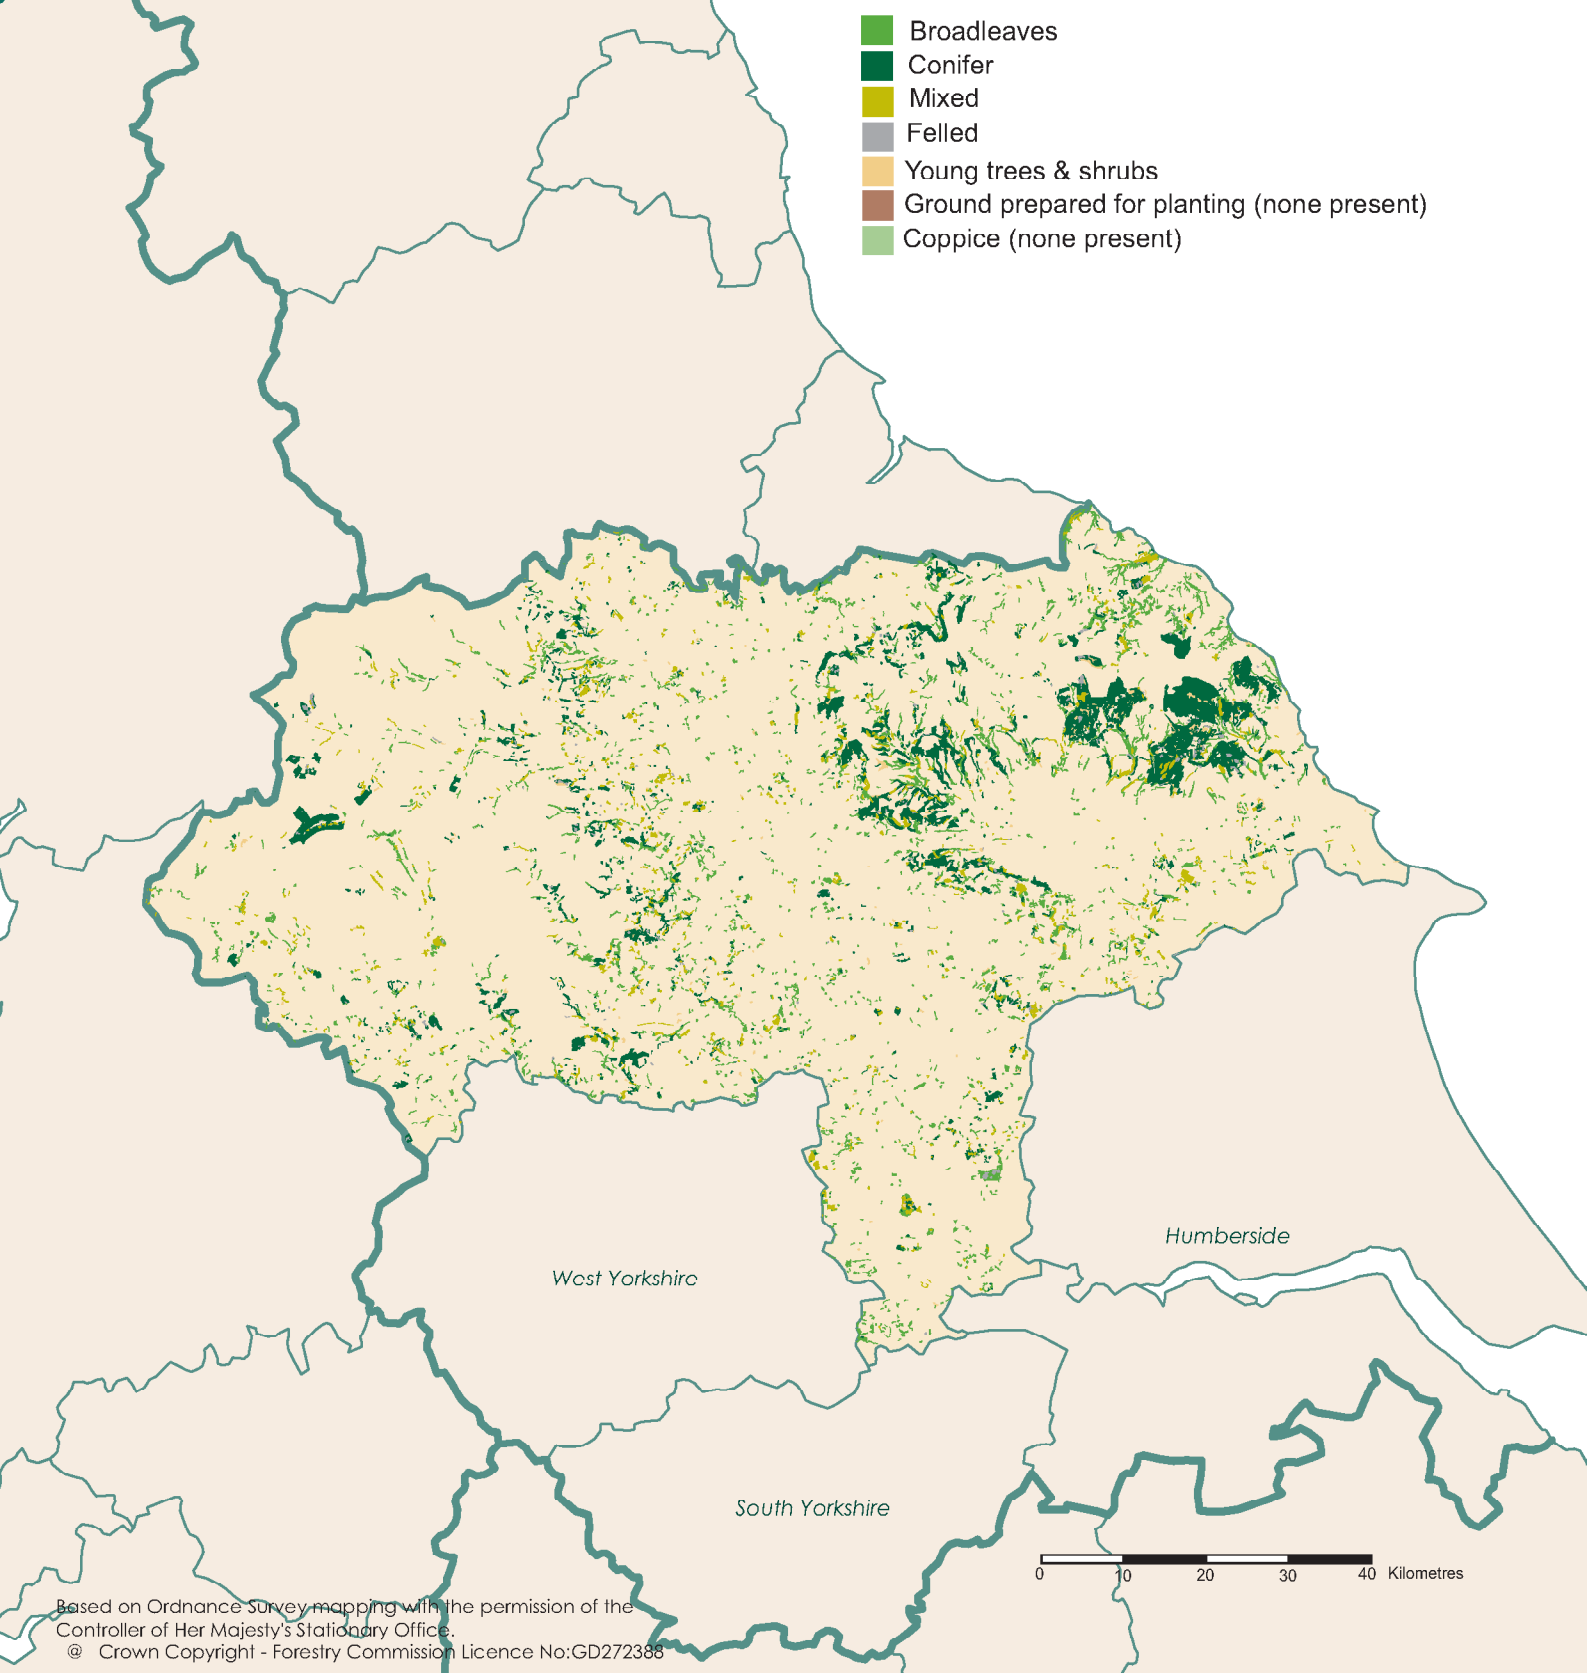 Broadleaves
Conifer
Mixed
Felled
Young trees & shrubs
Ground prepared for planting (none present)
Coppice (none present)
Humberside
West Yorkshire
South Yorkshire
0 10 20 30 40 Kilometres
Based on Ordnance Survey mapping with the permission of the
Controller of Her Majesty's Stationary Office.
@ Crown Copyright - Forestry Commission Licence No:GD272388